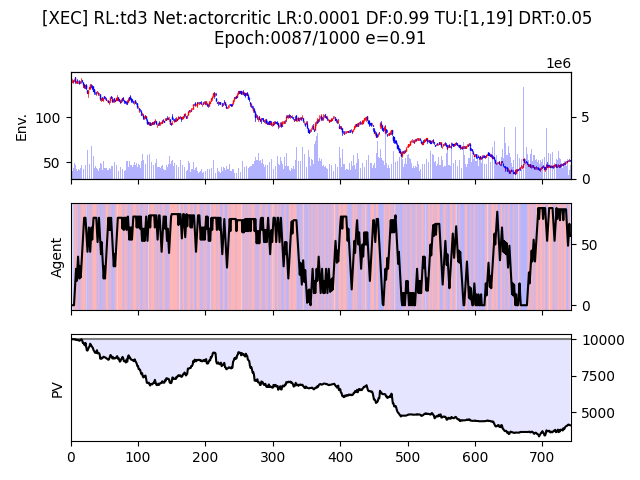 [XEC] RL:td3 Net:actorcritic LR:0.0001 DF:0.99 TU:[1,19] DRT:0.05
Epoch:0087/1000 e=0.91
1e6
Env.
100
50
5
0
Agent
50
0
PV
10000
7500
5000
0 100 200 300 400 500 600 700